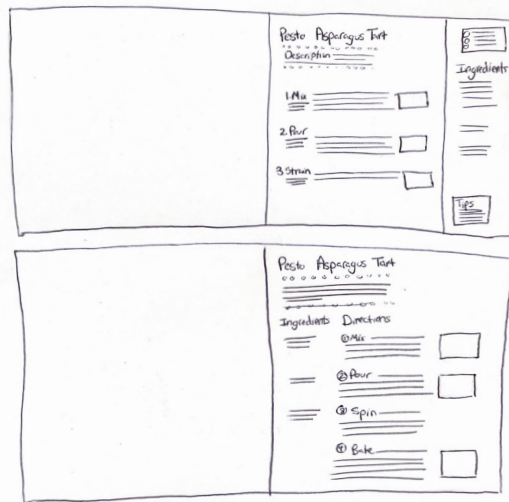 Pesto Asparagus Tart
Description
1. Mix
2. Pour
3. Strain
Ingredients
Tips
Pesto Asparagus Tart
Ingredients Directions
① Mix
② Pour
③ Spin
④ Bake